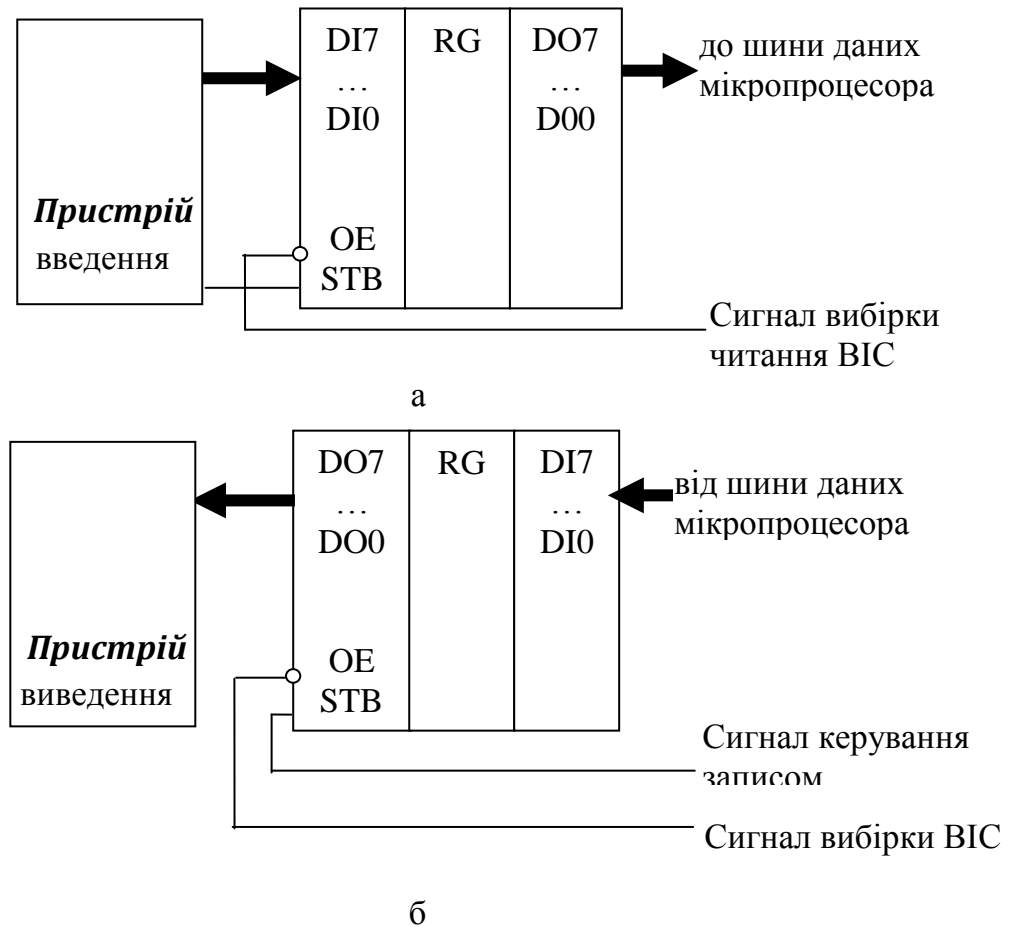 DI7
...
DI0
RG
DO7
...
D00
до шини даних
мікропроцесора
Пристрій
введення
OE
STB
Сигнал вибірки
читання ВІС
а
DO7
...
DO0
RG
DI7
...
DI0
від шини даних
мікропроцесора
Пристрій
виведення
OE
STB
Сигнал керування
записом
Сигнал вибірки ВІС
б